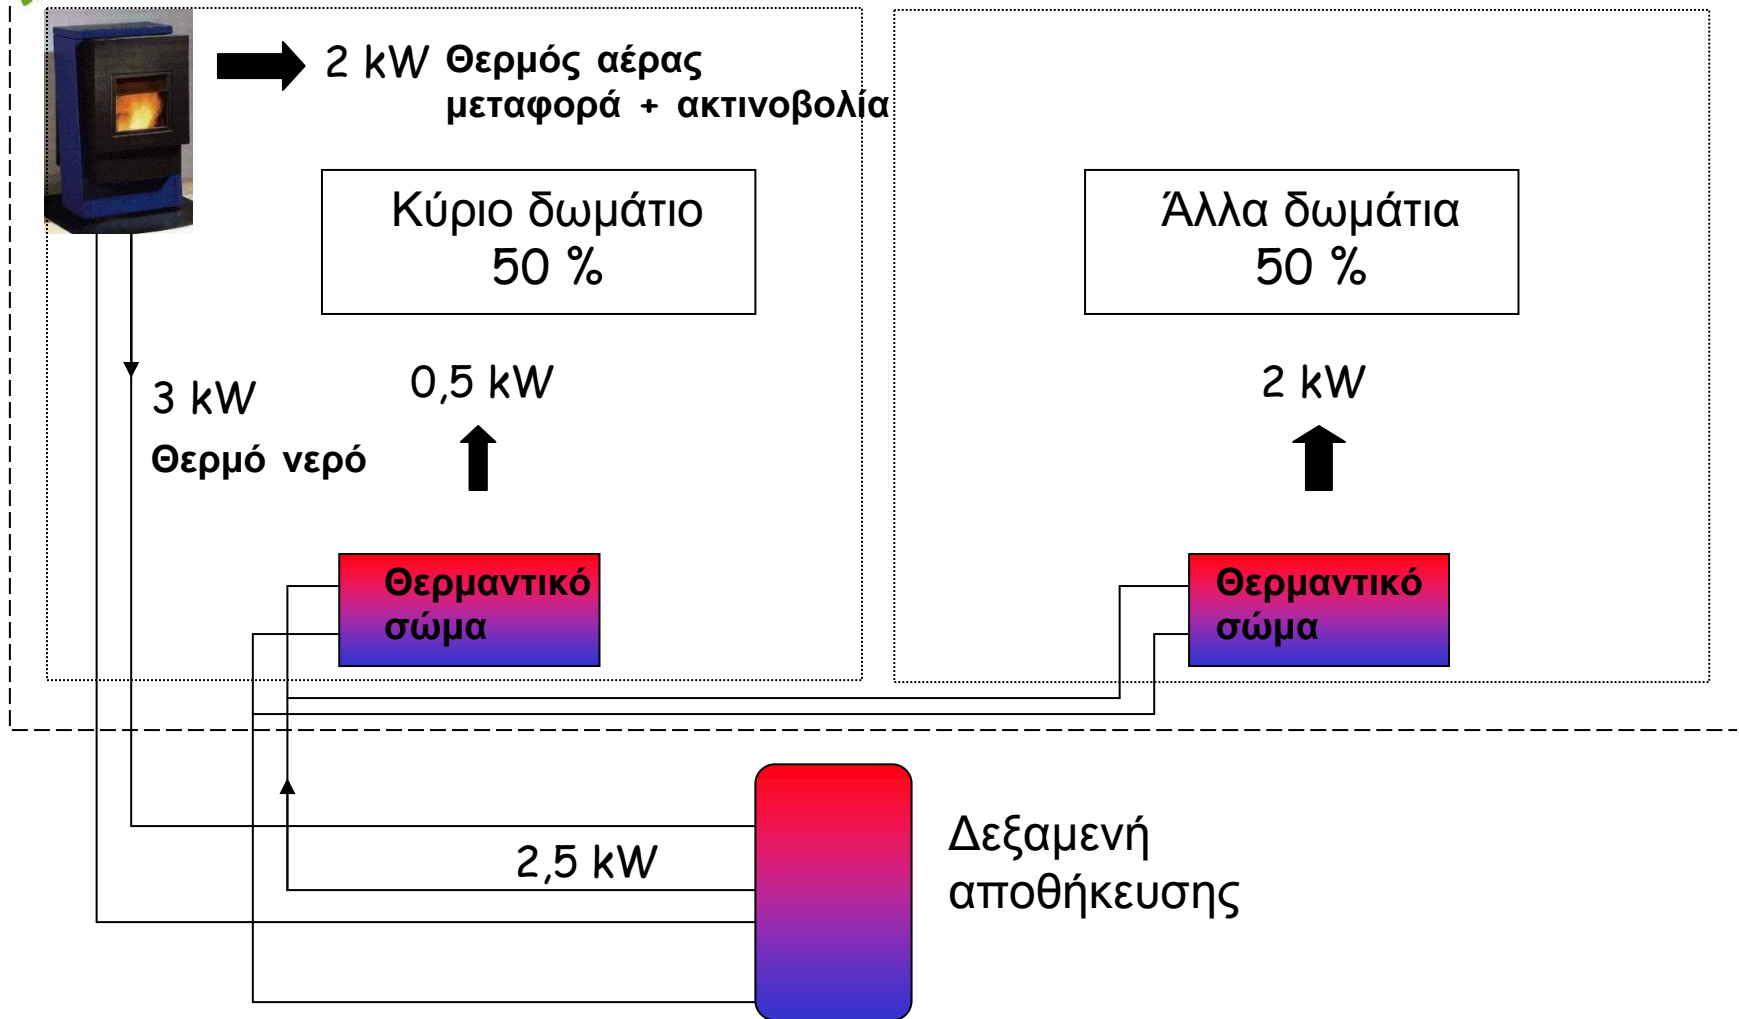 2 kW Θερμός αέρας
μεταφορά + ακτινοβολία
Κύριο δωμάτιο
50 %
Άλλα δωμάτια
50 %
3 kW
Θερμό νερό
0,5 kW
2 kW
Θερμαντικό
σώμα
Θερμαντικό
σώμα
2,5 kW
Δεξαμενή
αποθήκευσης